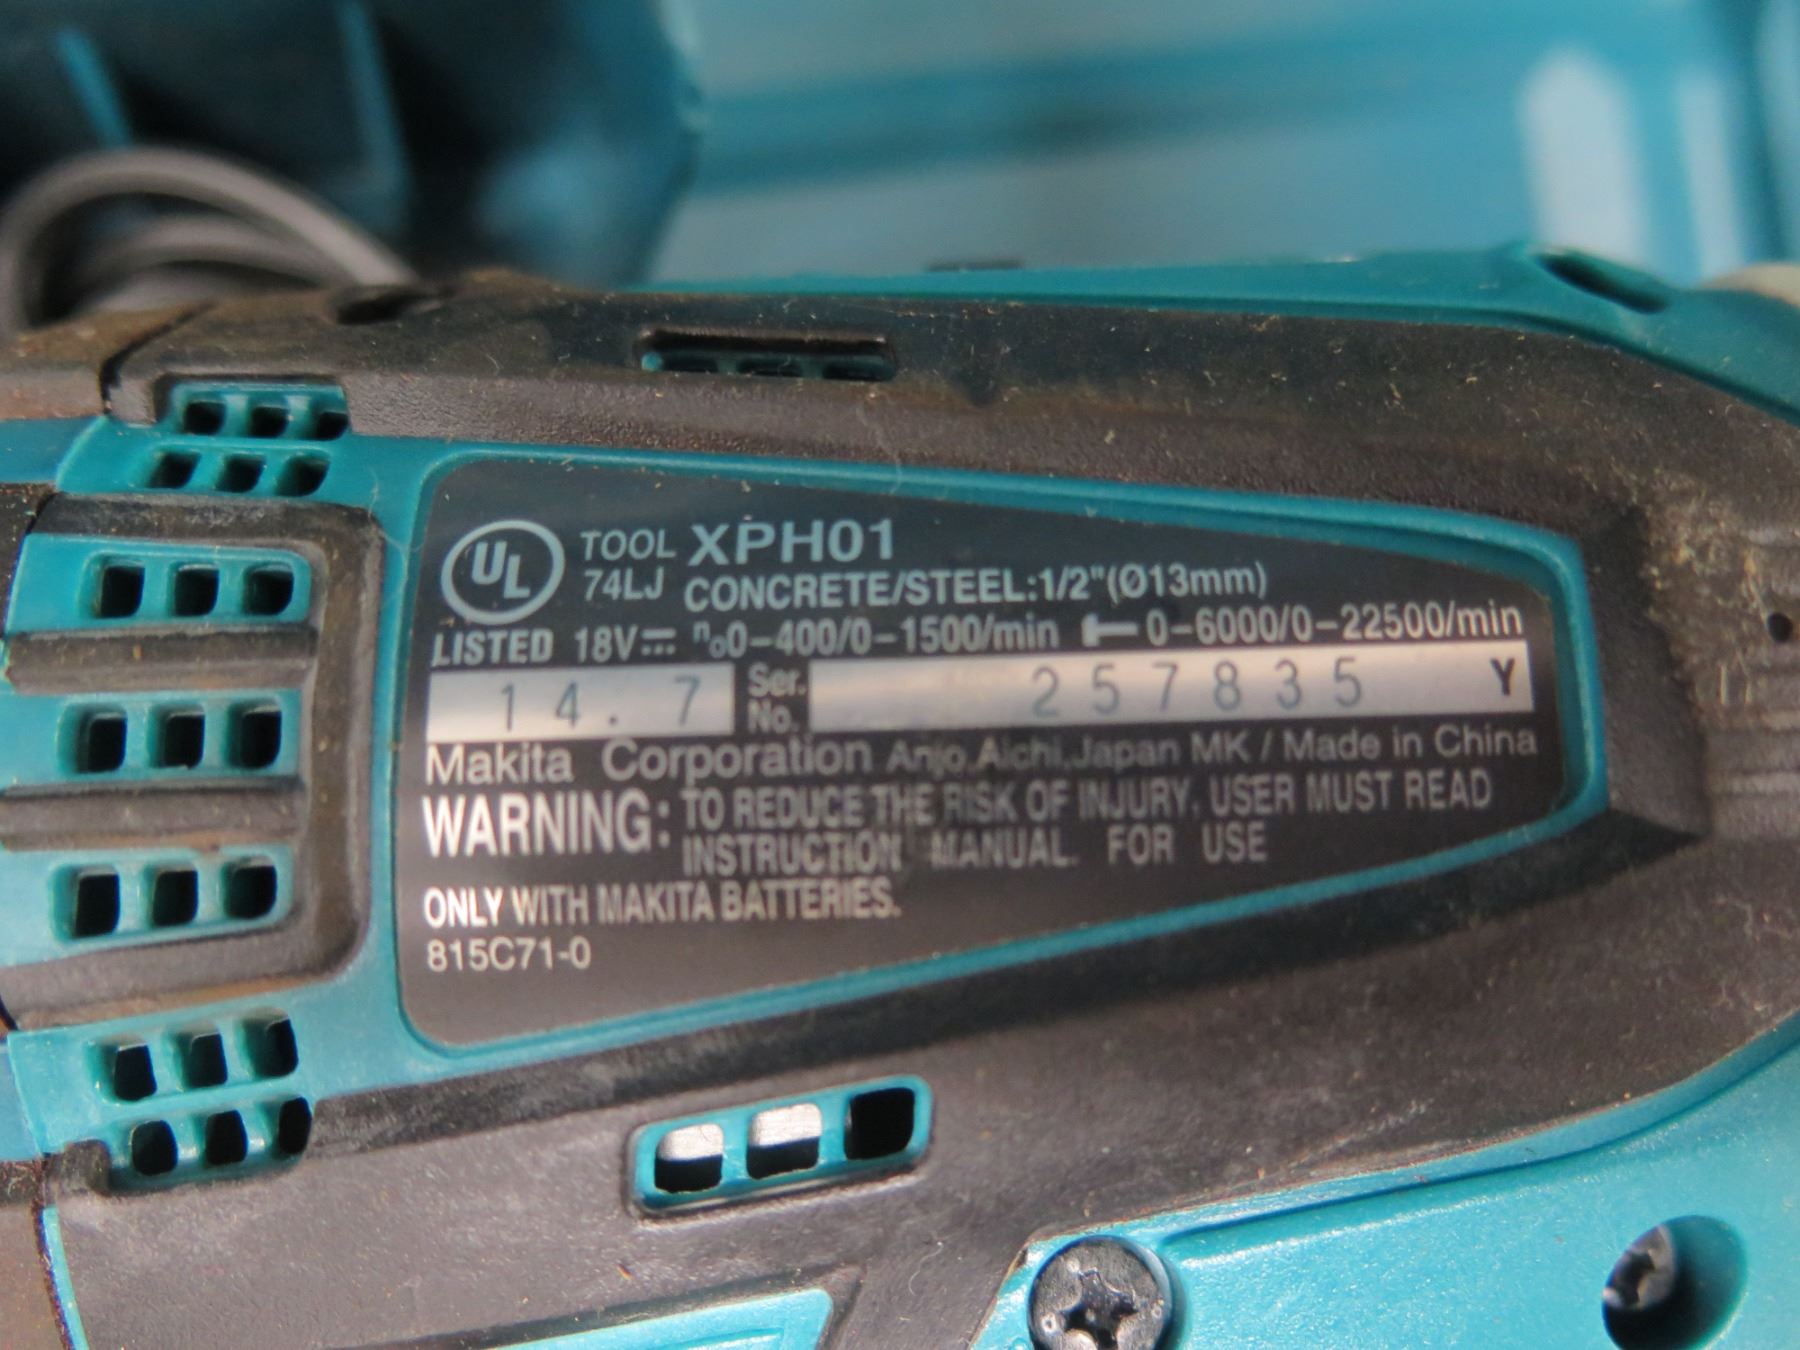 UL TOOL XPH01
74LJ CONCRETE/STEEL:1/2"(Ø13mm)
LISTED 18V⎓ n₀0-400/0-1500/min 0-6000/0-22500/min
14.7 Ser. No. 257835 Y
Makita Corporation Anjo,Aichi,Japan MK / Made in China
WARNING: TO REDUCE THE RISK OF INJURY, USER MUST READ
INSTRUCTION MANUAL. FOR USE
ONLY WITH MAKITA BATTERIES.
815C71-0